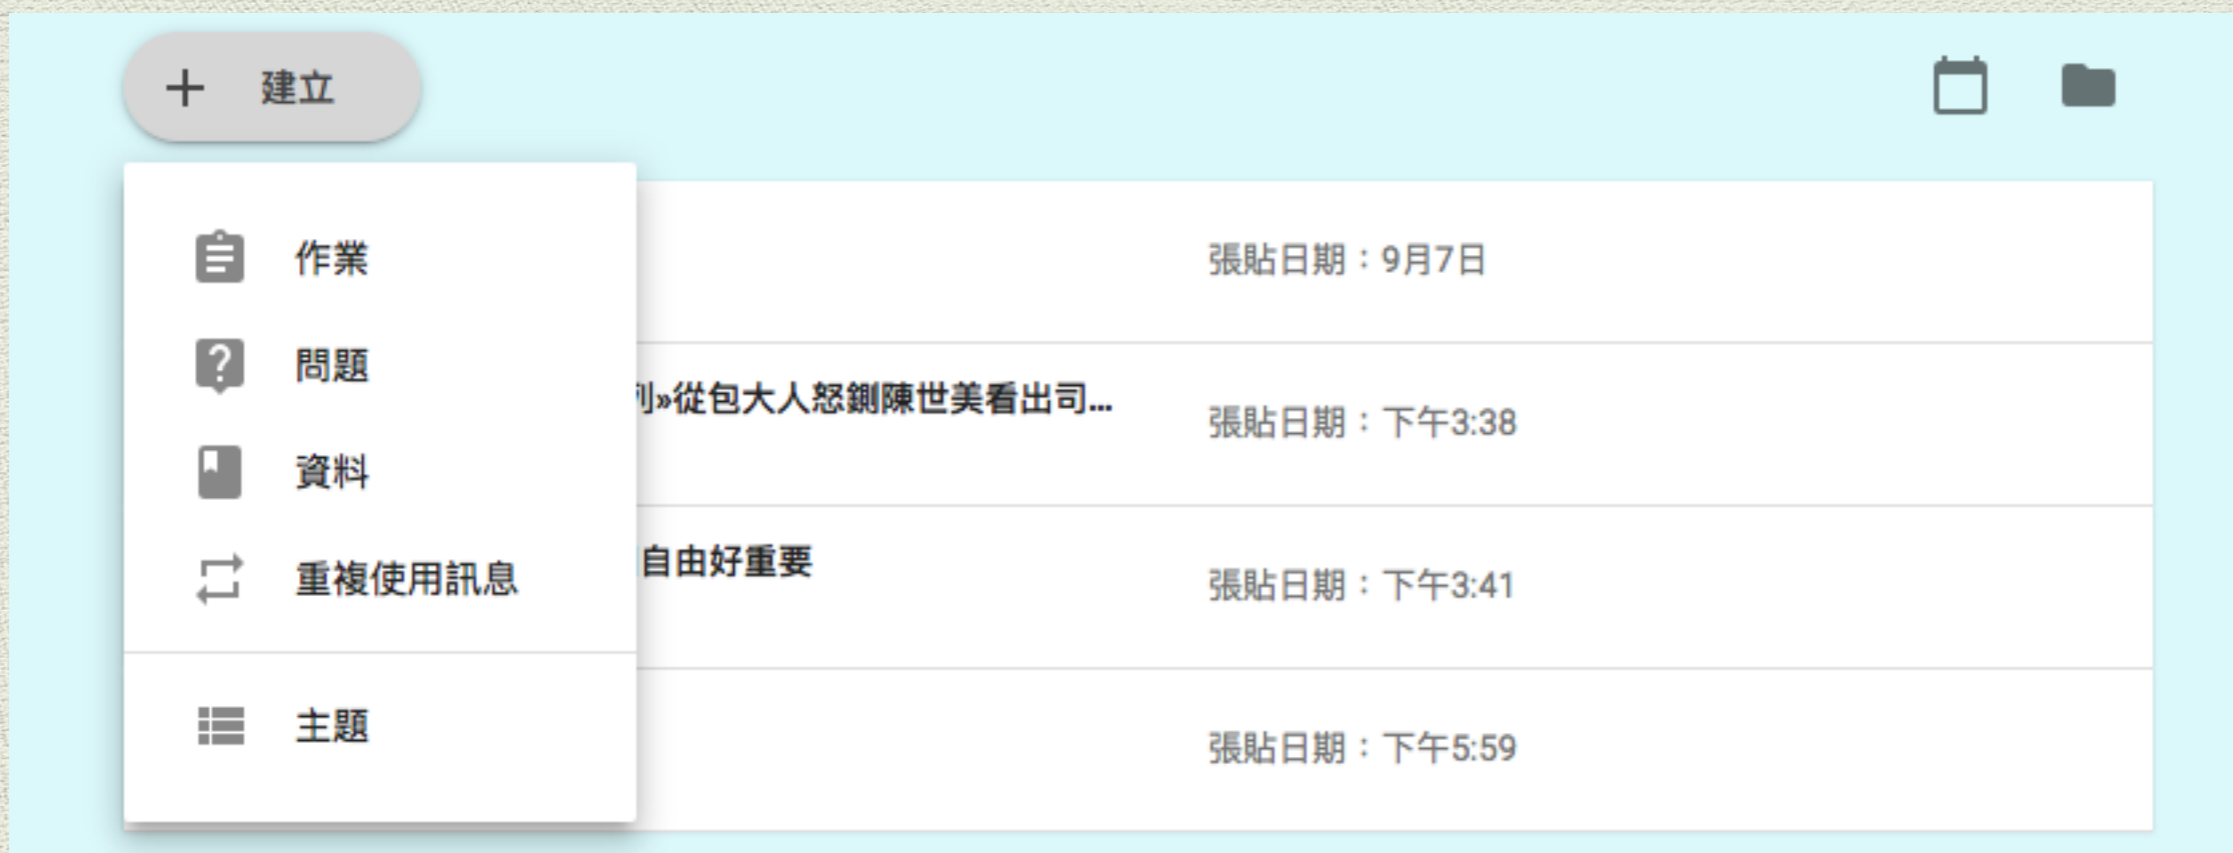 建立
作業
問題
資料
重複使用訊息
主題
張貼日期：9月7日
»從包大人怒鍘陳世美看出司...
張貼日期：下午3:38
自由好重要
張貼日期：下午3:41
張貼日期：下午5:59